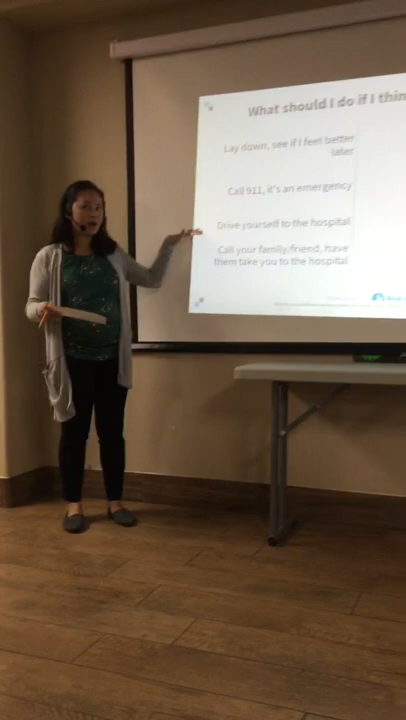 What should I do if I thin
Lay down, see if I feel better
later
Call 911, it's an emergency
Drive yourself to the hospital
Call your family/friend, have
them take you to the hospital